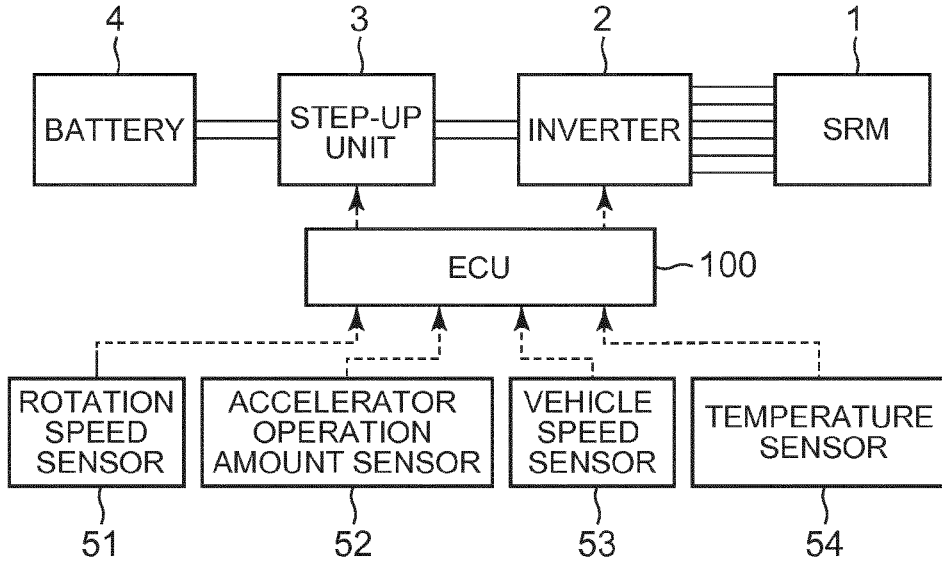 4
3
2
1
BATTERY
STEP-UP
UNIT
INVERTER
SRM
ECU
100
ROTATION
SPEED
SENSOR
ACCELERATOR
OPERATION
AMOUNT SENSOR
VEHICLE
SPEED
SENSOR
TEMPERATURE
SENSOR
51
52
53
54